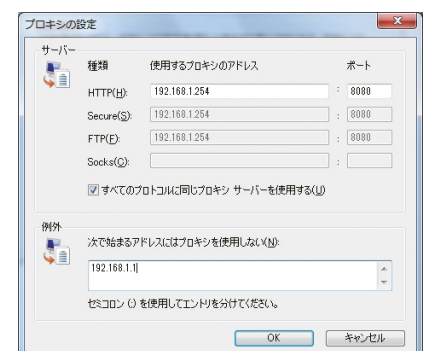 プロキシの設定
サーバー
種類 使用するプロキシのアドレス ポート
HTTP(H): 192.168.1.254 : 8080
Secure(S): 192.168.1.254 : 8080
FTP(F): 192.168.1.254 : 8080
Socks(C): :
すべてのプロトコルに同じプロキシ サーバーを使用する(U)
例外
次で始まるアドレスにはプロキシを使用しない(N):
192.168.1.1
セミコロン (;) を使用してエントリを分けてください。
OK キャンセル